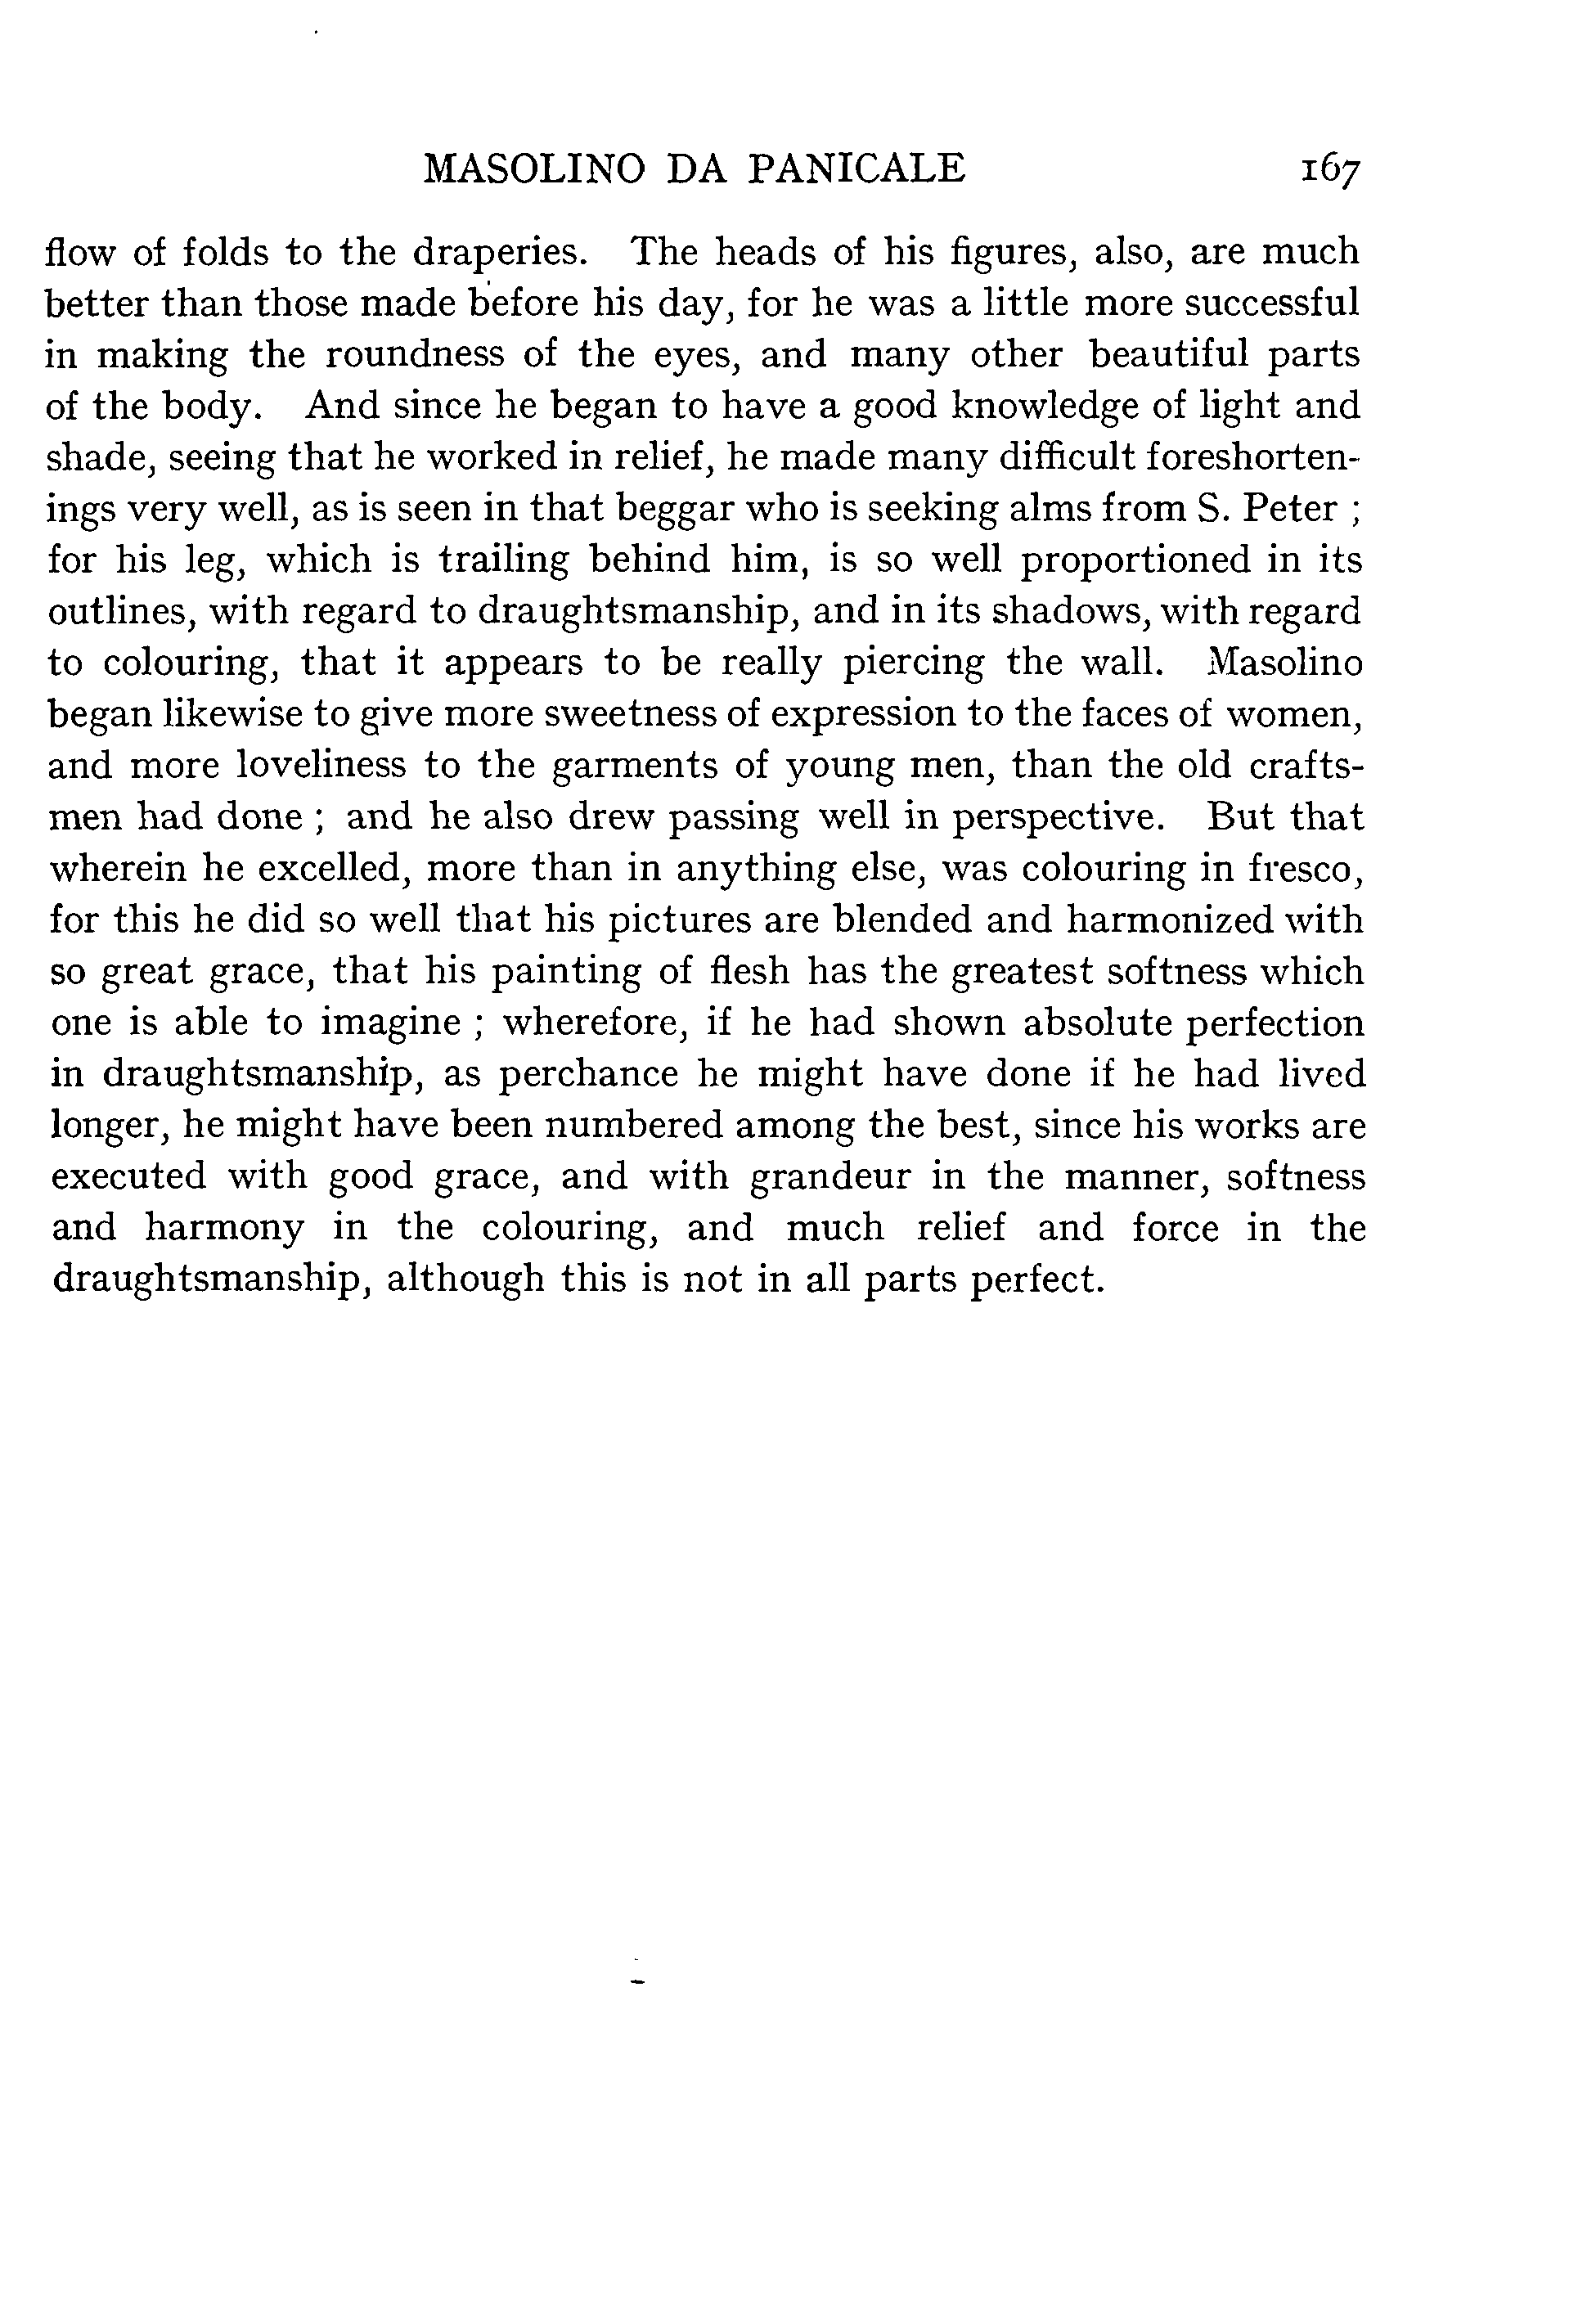 MASOLINO DA PANICALE 167
flow of folds to the draperies. The heads of his figures, also, are much
better than those made before his day, for he was a little more successful
in making the roundness of the eyes, and many other beautiful parts
of the body. And since he began to have a good knowledge of light and
shade, seeing that he worked in relief, he made many difficult foreshorten-
ings very well, as is seen in that beggar who is seeking alms from S. Peter ;
for his leg, which is trailing behind him, is so well proportioned in its
outlines, with regard to draughtsmanship, and in its shadows, with regard
to colouring, that it appears to be really piercing the wall. Masolino
began likewise to give more sweetness of expression to the faces of women,
and more loveliness to the garments of young men, than the old crafts-
men had done ; and he also drew passing well in perspective. But that
wherein he excelled, more than in anything else, was colouring in fresco,
for this he did so well that his pictures are blended and harmonized with
so great grace, that his painting of flesh has the greatest softness which
one is able to imagine ; wherefore, if he had shown absolute perfection
in draughtsmanship, as perchance he might have done if he had lived
longer, he might have been numbered among the best, since his works are
executed with good grace, and with grandeur in the manner, softness
and harmony in the colouring, and much relief and force in the
draughtsmanship, although this is not in all parts perfect.